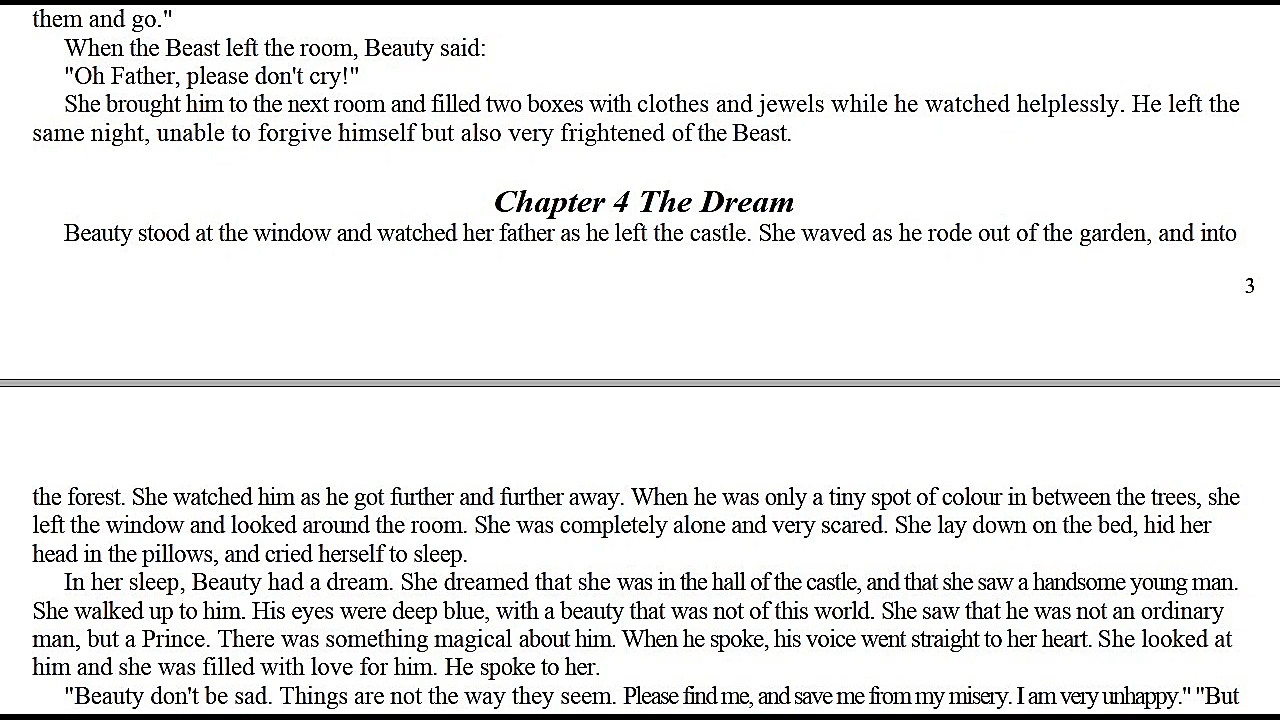 them and go."
When the Beast left the room, Beauty said:
"Oh Father, please don't cry!"
She brought him to the next room and filled two boxes with clothes and jewels while he watched helplessly. He left the
same night, unable to forgive himself but also very frightened of the Beast.
Chapter 4 The Dream
Beauty stood at the window and watched her father as he left the castle. She waved as he rode out of the garden, and into
3
the forest. She watched him as he got further and further away. When he was only a tiny spot of colour in between the trees, she
left the window and looked around the room. She was completely alone and very scared. She lay down on the bed, hid her
head in the pillows, and cried herself to sleep.
In her sleep, Beauty had a dream. She dreamed that she was in the hall of the castle, and that she saw a handsome young man.
She walked up to him. His eyes were deep blue, with a beauty that was not of this world. She saw that he was not an ordinary
man, but a Prince. There was something magical about him. When he spoke, his voice went straight to her heart. She looked at
him and she was filled with love for him. He spoke to her.
"Beauty don't be sad. Things are not the way they seem. Please find me, and save me from my misery. I am very unhappy." "But